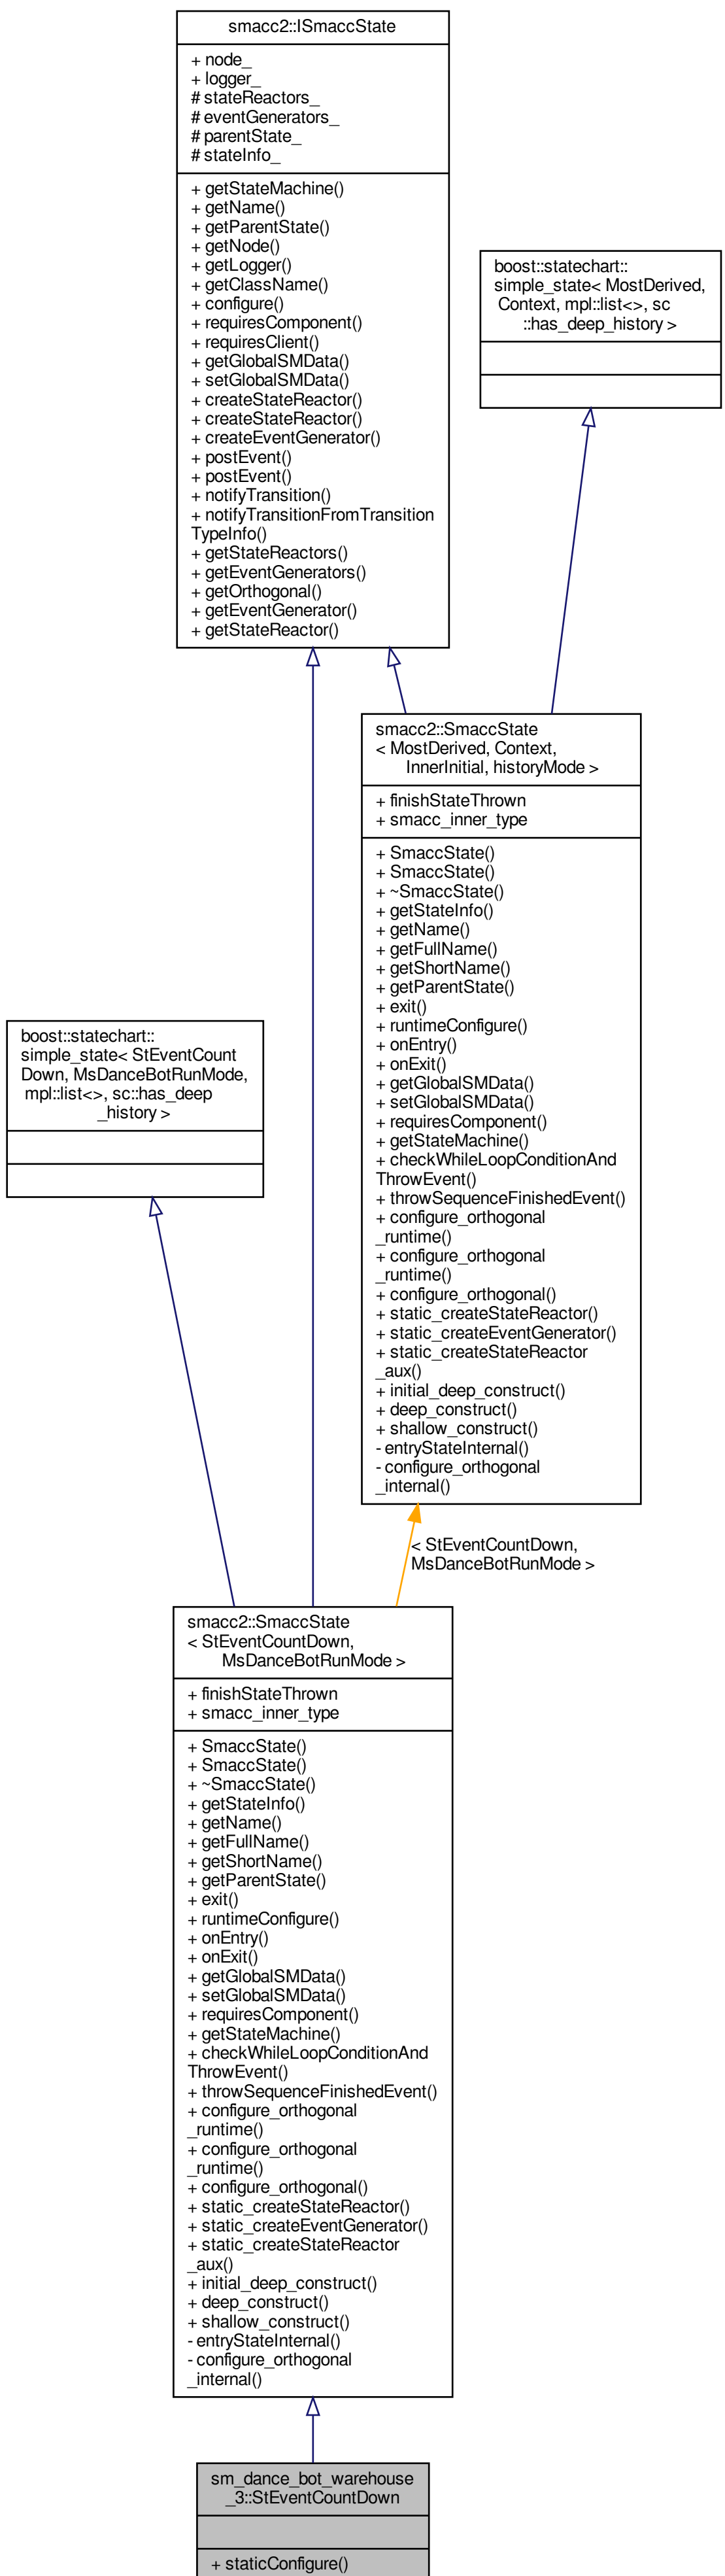 smacc2::ISmaccState
+ node_
+ logger_
# stateReactors_
# eventGenerators_
# parentState_
# stateInfo_
+ getStateMachine()
+ getName()
+ getParentState()
+ getNode()
+ getLogger()
+ getClassName()
+ configure()
+ requiresComponent()
+ requiresClient()
+ getGlobalSMData()
+ setGlobalSMData()
+ createStateReactor()
+ createStateReactor()
+ createEventGenerator()
+ postEvent()
+ postEvent()
+ notifyTransition()
+ notifyTransitionFromTransition
TypeInfo()
+ getStateReactors()
+ getEventGenerators()
+ getOrthogonal()
+ getEventGenerator()
+ getStateReactor()
boost::statechart::
simple_state< MostDerived,
Context, mpl::list<>, sc
::has_deep_history >
smacc2::SmaccState
< MostDerived, Context,
InnerInitial, historyMode >
+ finishStateThrown
+ smacc_inner_type
+ SmaccState()
+ SmaccState()
+ ~SmaccState()
+ getStateInfo()
+ getName()
+ getFullName()
+ getShortName()
+ getParentState()
+ exit()
+ runtimeConfigure()
+ onEntry()
+ onExit()
+ getGlobalSMData()
+ setGlobalSMData()
+ requiresComponent()
+ getStateMachine()
+ checkWhileLoopConditionAnd
ThrowEvent()
+ throwSequenceFinishedEvent()
+ configure_orthogonal
_runtime()
+ configure_orthogonal
_runtime()
+ configure_orthogonal()
+ static_createStateReactor()
+ static_createEventGenerator()
+ static_createStateReactor
_aux()
+ initial_deep_construct()
+ deep_construct()
+ shallow_construct()
- entryStateInternal()
- configure_orthogonal
_internal()
boost::statechart::
simple_state< StEventCount
Down, MsDanceBotRunMode,
mpl::list<>, sc::has_deep
_history >
< StEventCountDown,
MsDanceBotRunMode >
smacc2::SmaccState
< StEventCountDown,
MsDanceBotRunMode >
+ finishStateThrown
+ smacc_inner_type
+ SmaccState()
+ SmaccState()
+ ~SmaccState()
+ getStateInfo()
+ getName()
+ getFullName()
+ getShortName()
+ getParentState()
+ exit()
+ runtimeConfigure()
+ onEntry()
+ onExit()
+ getGlobalSMData()
+ setGlobalSMData()
+ requiresComponent()
+ getStateMachine()
+ checkWhileLoopConditionAnd
ThrowEvent()
+ throwSequenceFinishedEvent()
+ configure_orthogonal
_runtime()
+ configure_orthogonal
_runtime()
+ configure_orthogonal()
+ static_createStateReactor()
+ static_createEventGenerator()
+ static_createStateReactor
_aux()
+ initial_deep_construct()
+ deep_construct()
+ shallow_construct()
- entryStateInternal()
- configure_orthogonal
_internal()
sm_dance_bot_warehouse
_3::StEventCountDown
+ staticConfigure()